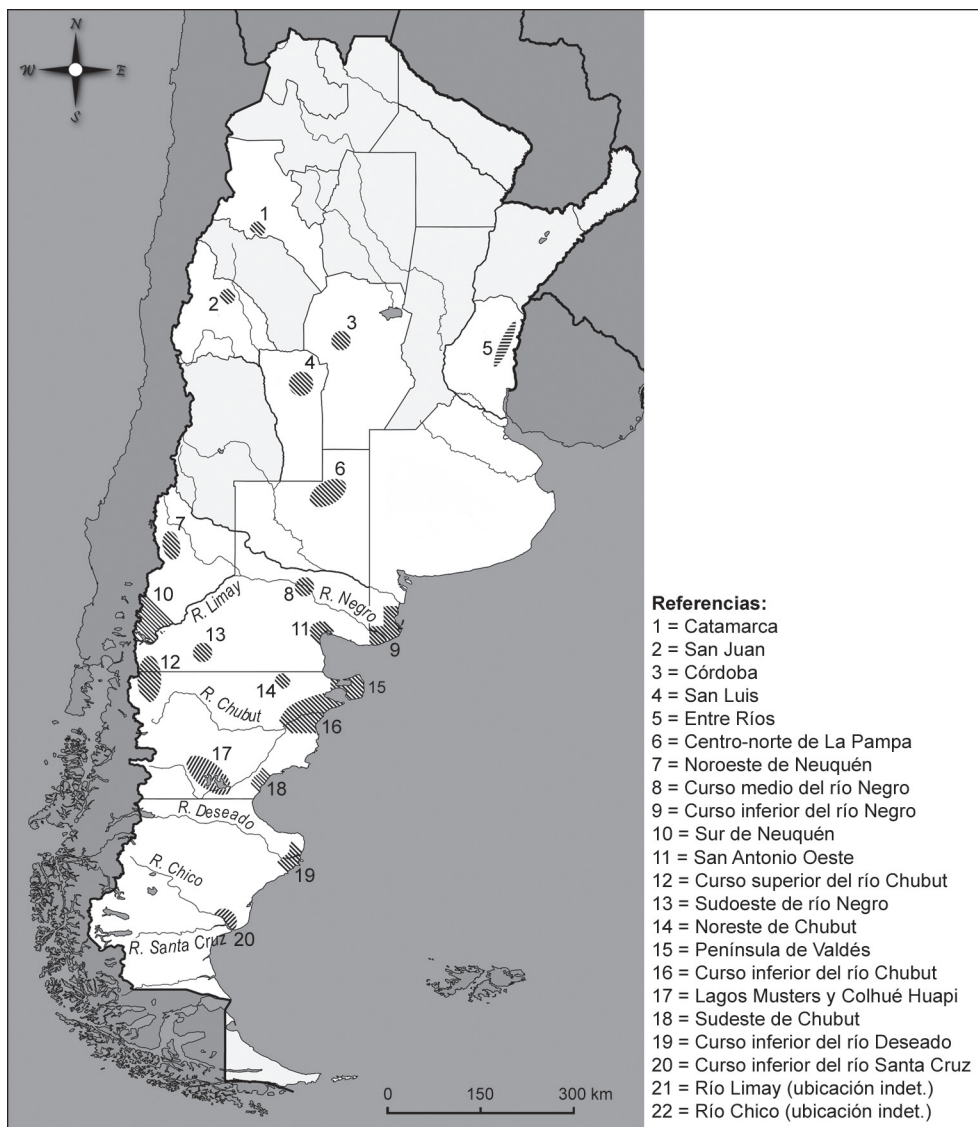 N
W E
S
1
2
3
4
5
6
7
8
R. Negro
R. Limay
10
11
9
13
12
14
15
R. Chubut
16
17
18
R. Deseado
19
R. Chico
R. Santa Cruz
20
0 150 300 km
Referencias:
1 = Catamarca
2 = San Juan
3 = Córdoba
4 = San Luis
5 = Entre Ríos
6 = Centro-norte de La Pampa
7 = Noroeste de Neuquén
8 = Curso medio del río Negro
9 = Curso inferior del río Negro
10 = Sur de Neuquén
11 = San Antonio Oeste
12 = Curso superior del río Chubut
13 = Sudoeste de río Negro
14 = Noreste de Chubut
15 = Península de Valdés
16 = Curso inferior del río Chubut
17 = Lagos Musters y Colhué Huapi
18 = Sudeste de Chubut
19 = Curso inferior del río Deseado
20 = Curso inferior del río Santa Cruz
21 = Río Limay (ubicación indet.)
22 = Río Chico (ubicación indet.)